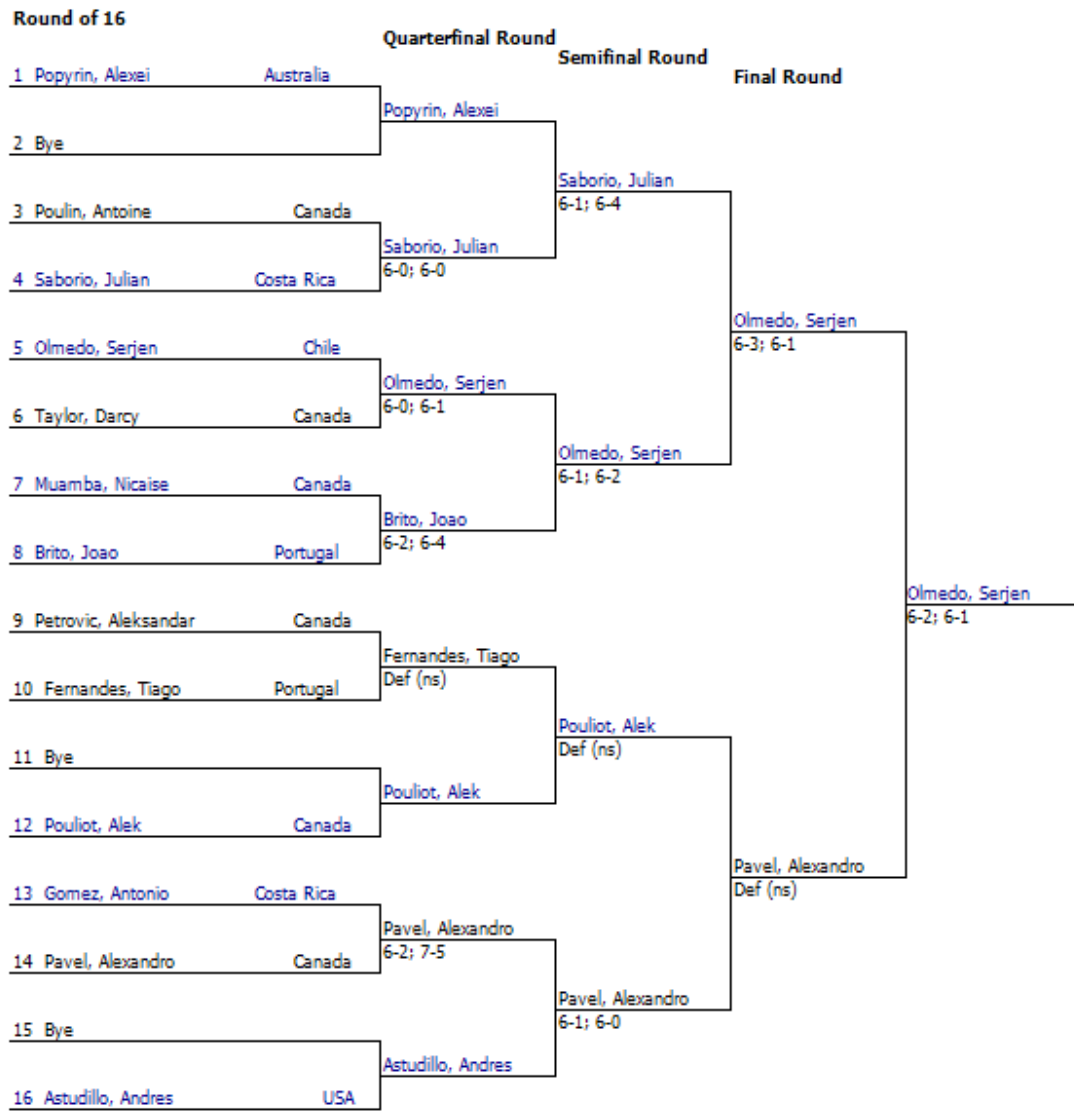 Round of 16
Quarterfinal Round
Semifinal Round
Final Round
1 Popyrin, Alexei Australia
2 Bye
3 Poulin, Antoine Canada
4 Saborio, Julian Costa Rica
5 Olmedo, Serjen Chile
6 Taylor, Darcy Canada
7 Muamba, Nicaise Canada
8 Brito, Joao Portugal
9 Petrovic, Aleksandar Canada
10 Fernandes, Tiago Portugal
11 Bye
12 Pouliot, Alek Canada
13 Gomez, Antonio Costa Rica
14 Pavel, Alexandro Canada
15 Bye
16 Astudillo, Andres USA
Popyrin, Alexei
Saborio, Julian
6-0; 6-0
Olmedo, Serjen
6-0; 6-1
Brito, Joao
6-2; 6-4
Fernandes, Tiago
Def (ns)
Pouliot, Alek
Pavel, Alexandro
6-2; 7-5
Astudillo, Andres
Saborio, Julian
6-1; 6-4
Olmedo, Serjen
6-1; 6-2
Pouliot, Alek
Def (ns)
Pavel, Alexandro
6-1; 6-0
Olmedo, Serjen
6-3; 6-1
Pavel, Alexandro
Def (ns)
Olmedo, Serjen
6-2; 6-1